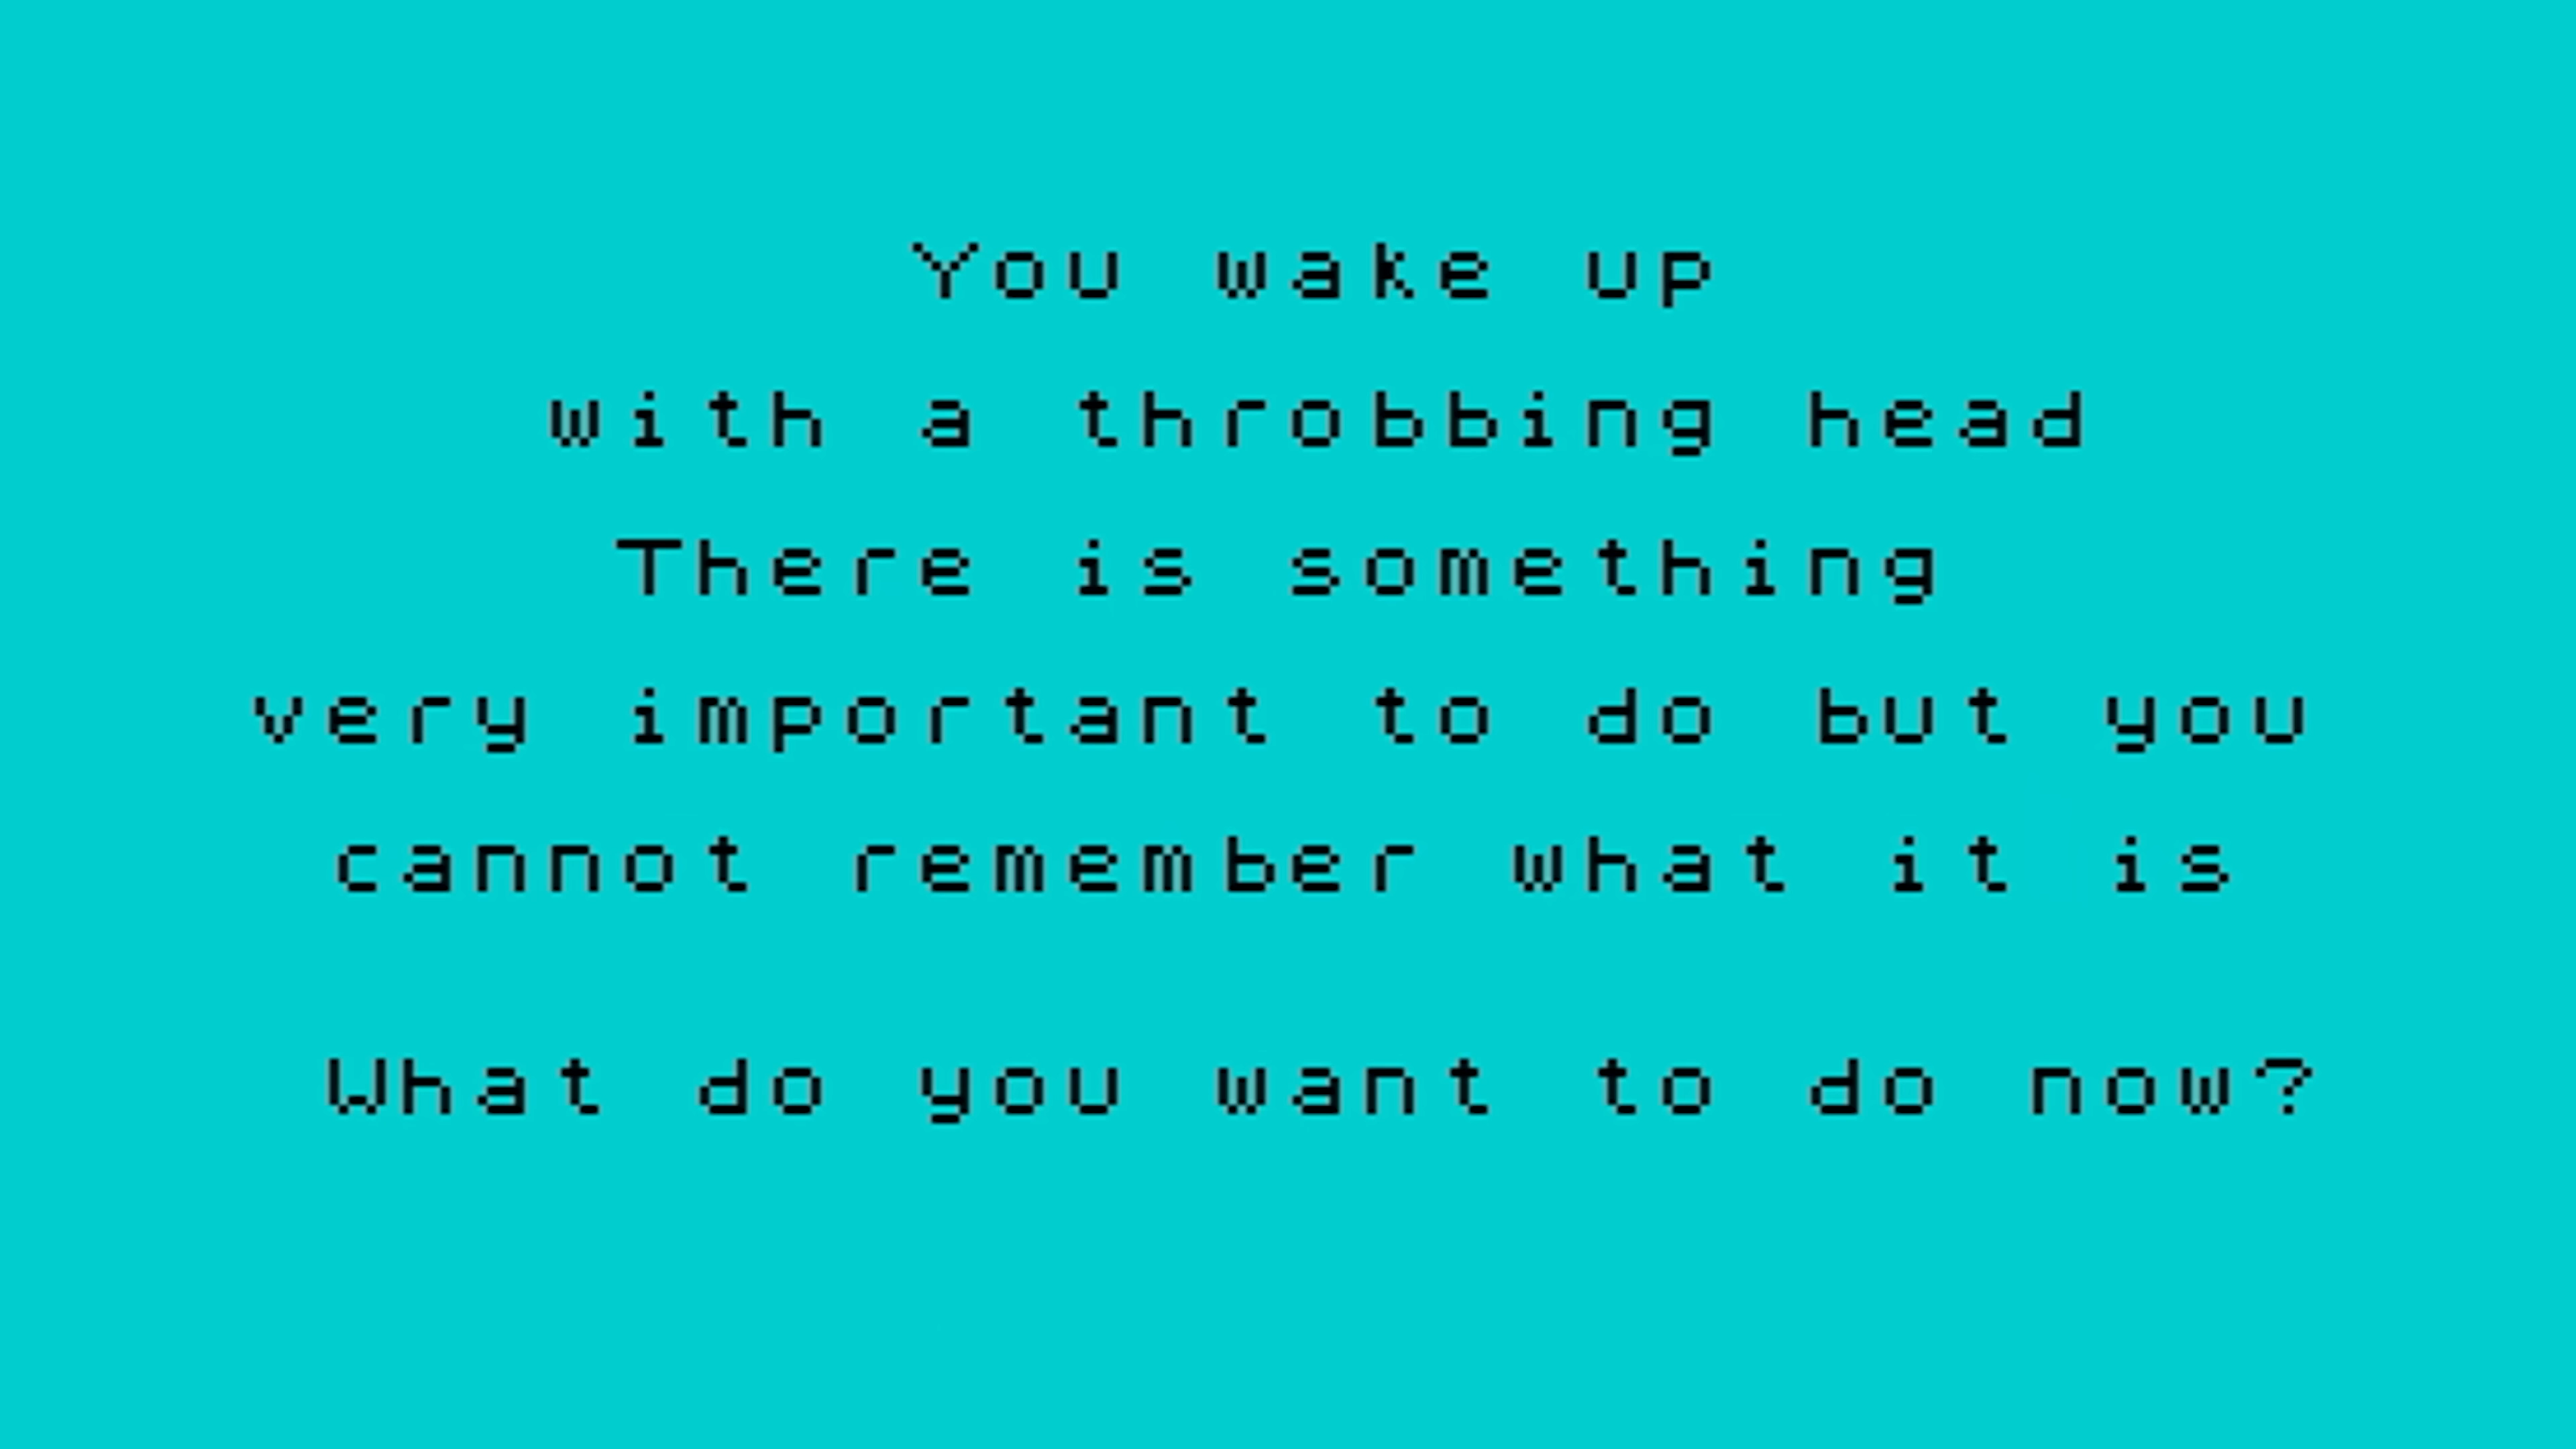 You wake up
with a throbbing head
There is something
very important to do but you
cannot remember what it is
What do you want to do now?